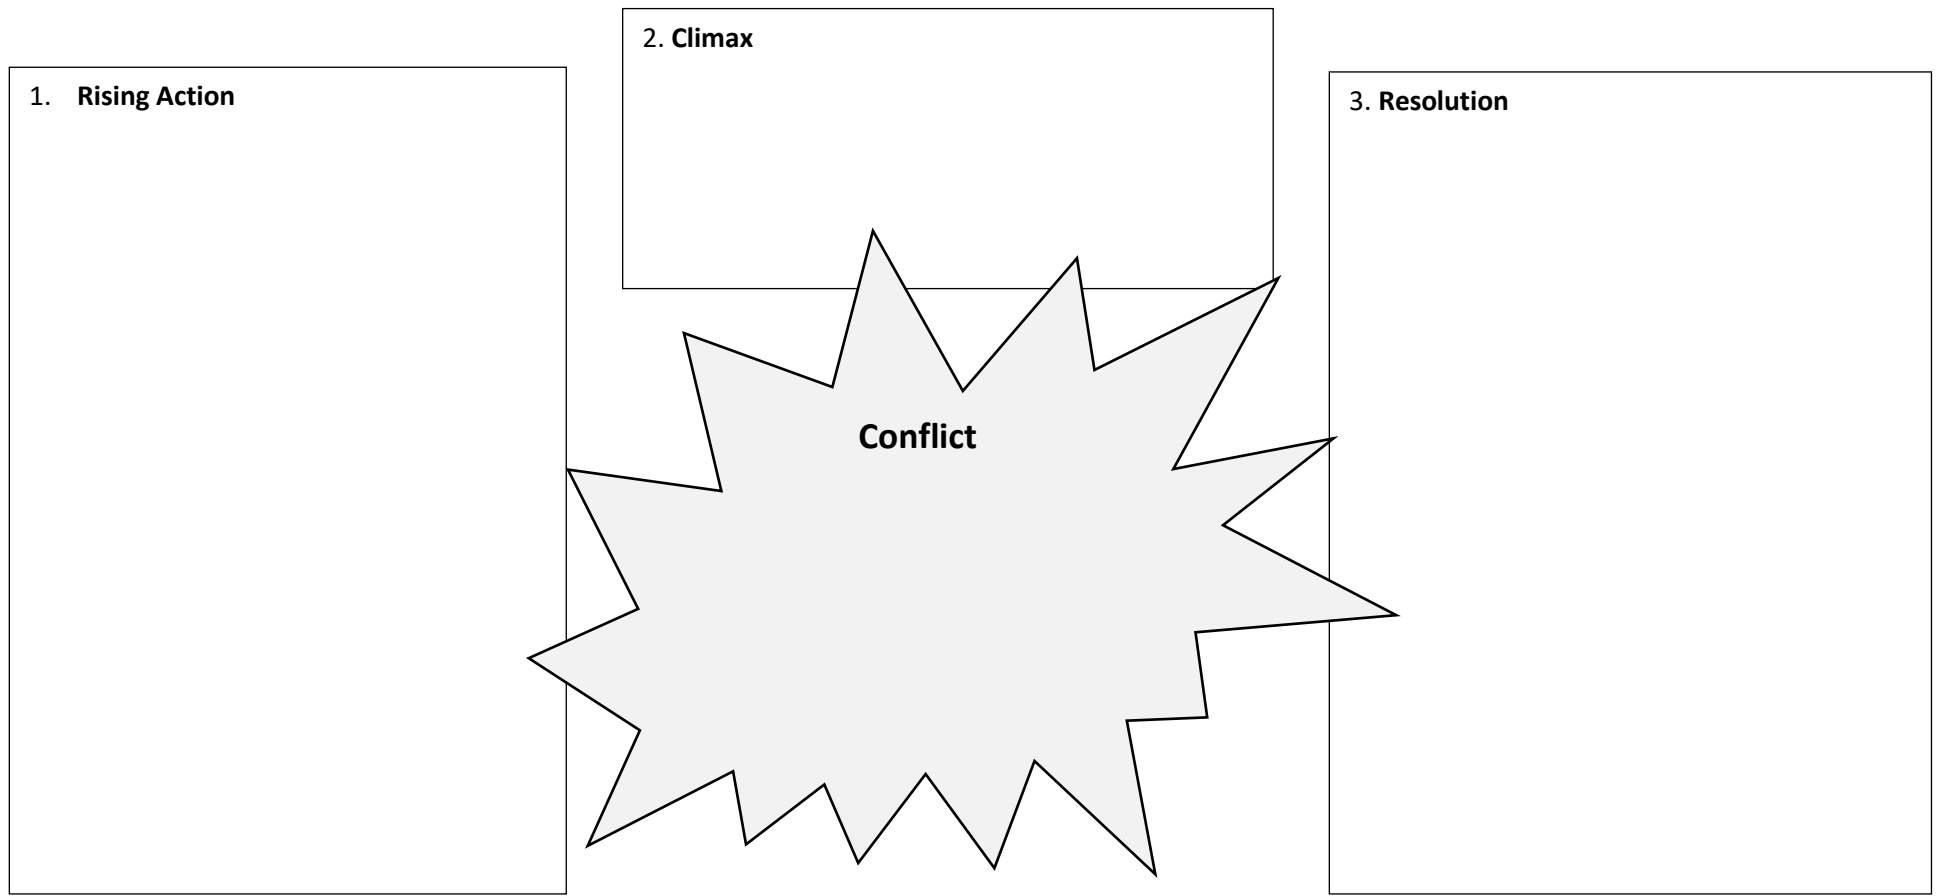 1. Rising Action
2. Climax
3. Resolution
Conflict